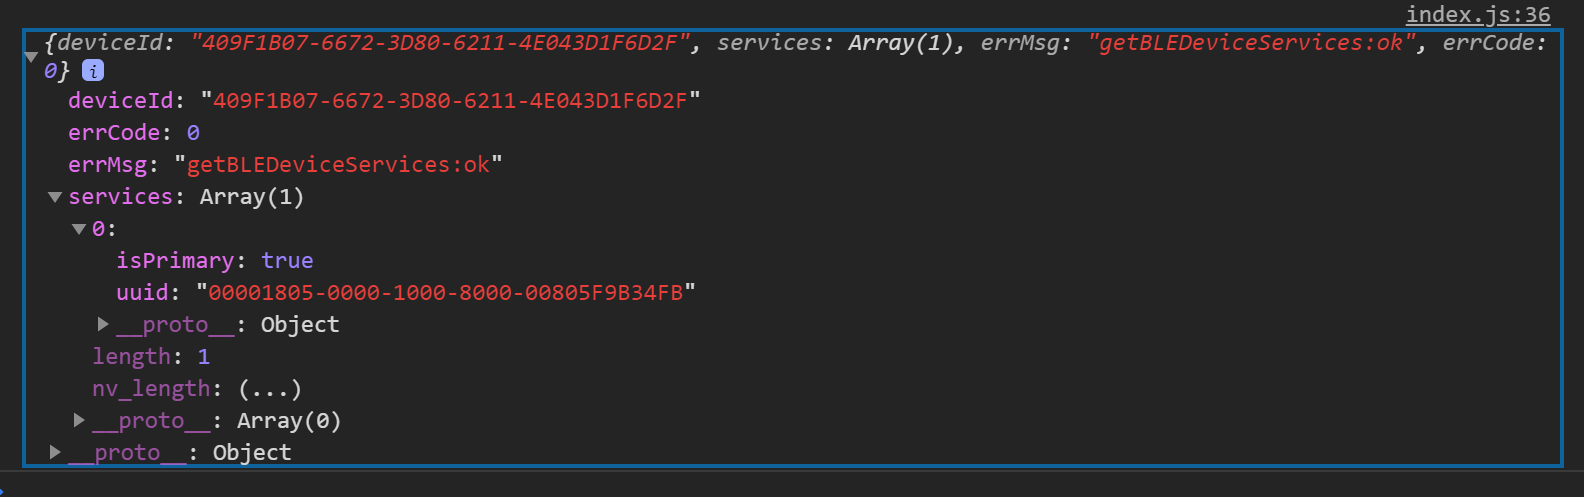 index.js:36
{deviceId: "409F1B07-6672-3D80-6211-4E043D1F6D2F", services: Array(1), errMsg: "getBLEDeviceServices:ok", errCode:
0} i
deviceId: "409F1B07-6672-3D80-6211-4E043D1F6D2F"
errCode: 0
errMsg: "getBLEDeviceServices:ok"
services: Array(1)
0:
isPrimary: true
uuid: "00001805-0000-1000-8000-00805F9B34FB"
__proto__: Object
length: 1
nv_length: (...)
__proto__: Array(0)
__proto__: Object